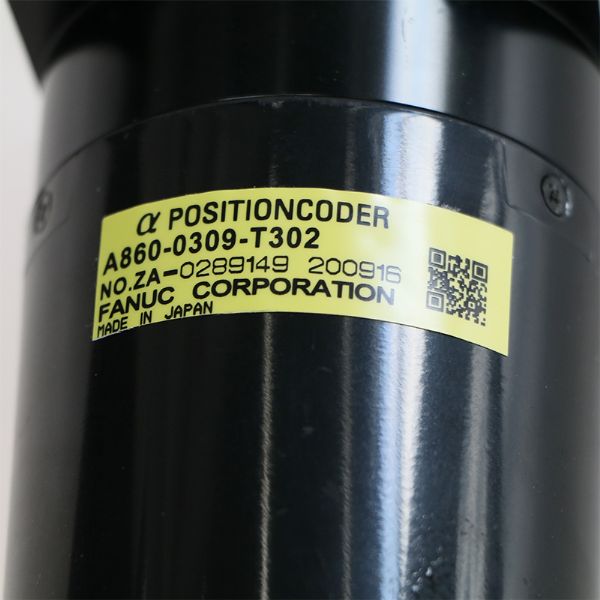 α POSITIONCODER
A860-0309-T302
NO.ZA-0289149 200916
FANUC CORPORATION
MADE IN JAPAN